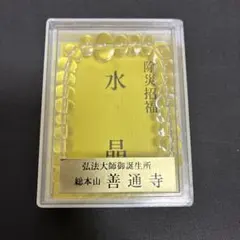 除災招福
水晶
弘法大師御誕生所
総本山 善通寺